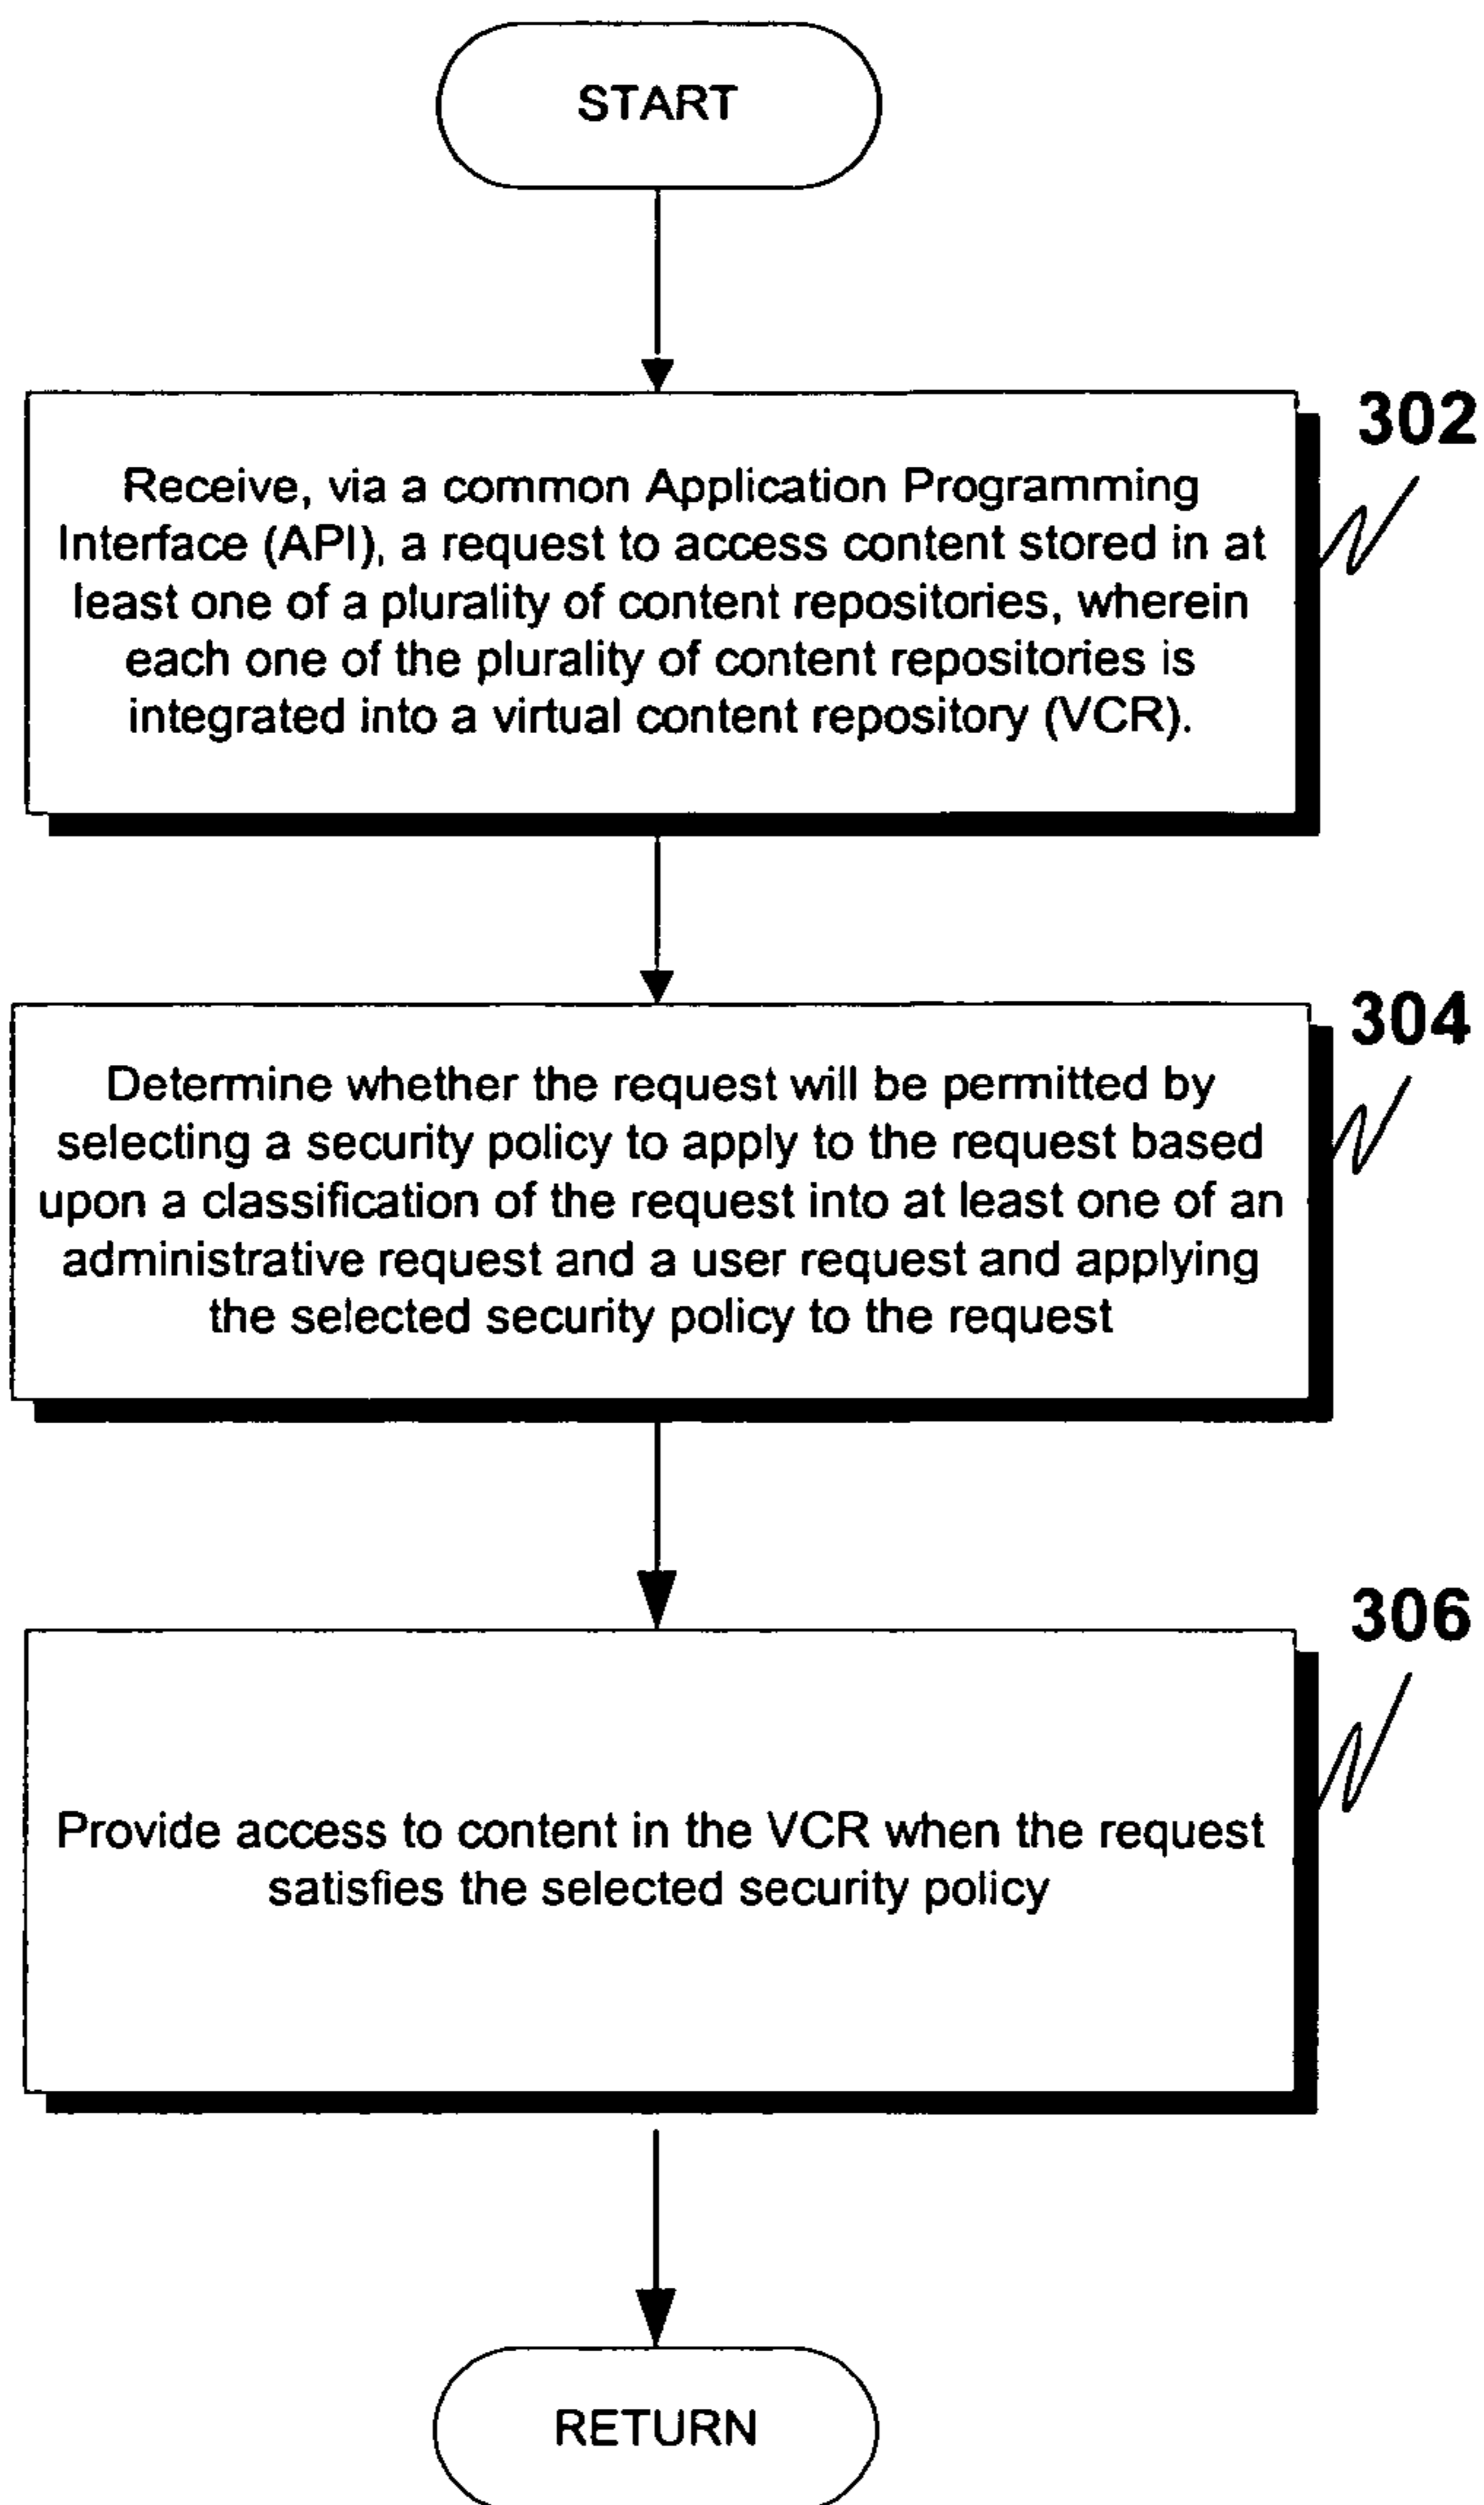 START
302
Receive, via a common Application Programming
Interface (API), a request to access content stored in at
least one of a plurality of content repositories, wherein
each one of the plurality of content repositories is
integrated into a virtual content repository (VCR).
304
Determine whether the request will be permitted by
selecting a security policy to apply to the request based
upon a classification of the request into at least one of an
administrative request and a user request and applying
the selected security policy to the request
306
Provide access to content in the VCR when the request
satisfies the selected security policy
RETURN